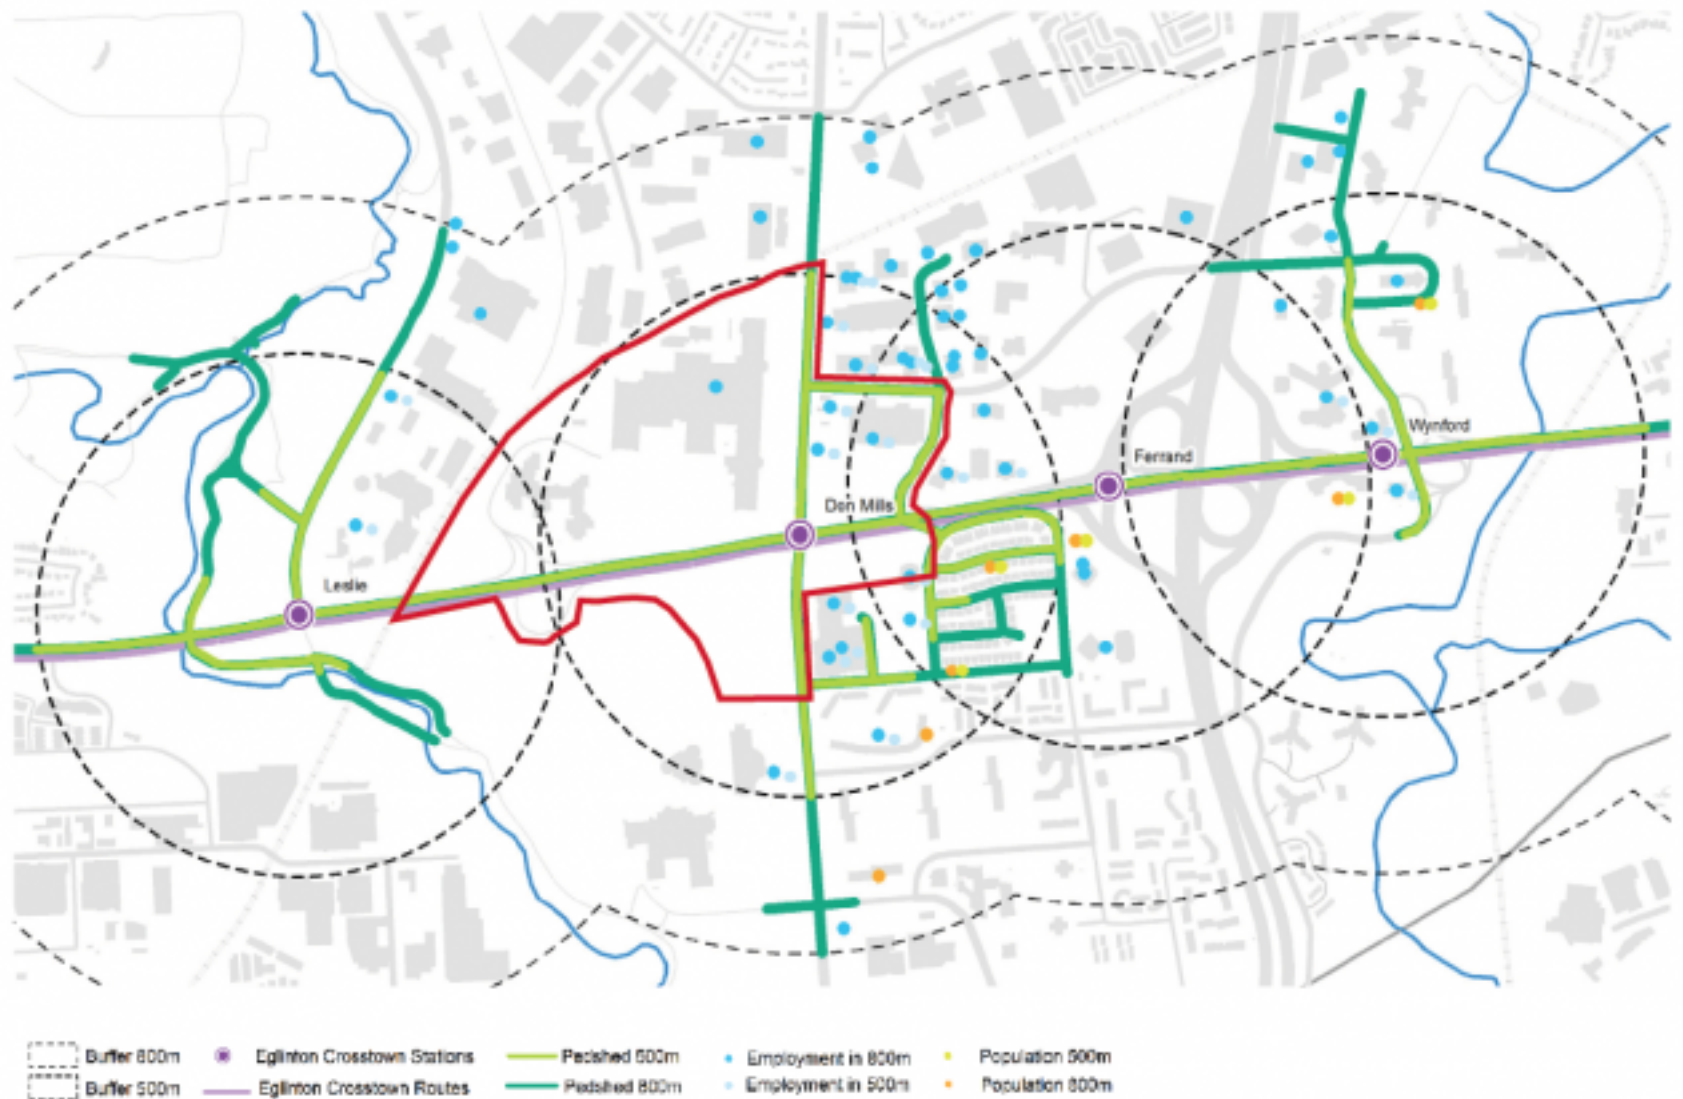 Wynford
Ferrand
Don Mills
Leslie
Buffer 800m
Eglinton Crosstown Stations
Pedshed 500m
Employment in 800m
Population 500m
Buffer 500m
Eglinton Crosstown Routes
Pedshed 800m
Employment in 500m
Population 800m